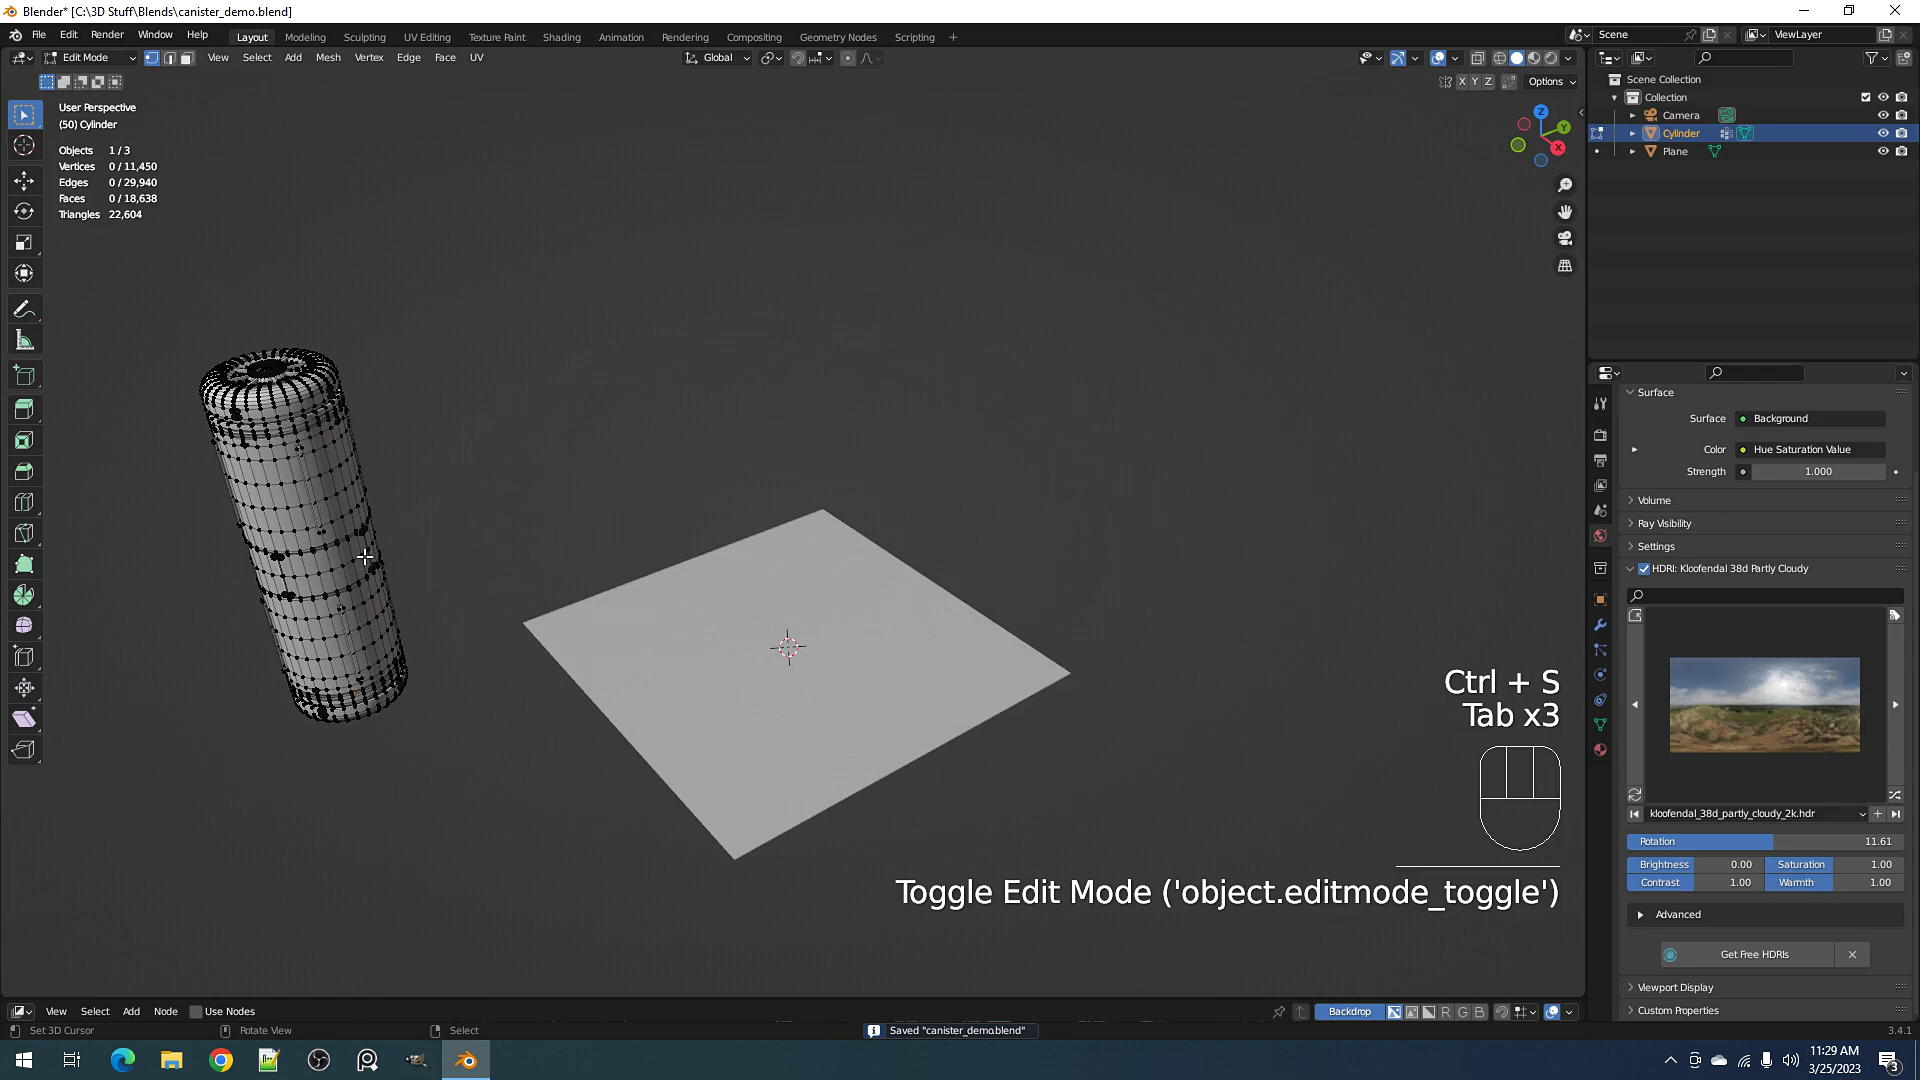 Blender* [C:\3D Stuff\Blends\canister_demo.blend]
File Edit Render Window Help Layout Modeling Sculpting UV Editing Texture Paint Shading Animation Rendering Compositing Geometry Nodes Scripting + Scene ViewLayer
Edit Mode View Select Add Mesh Vertex Edge Face UV Global
X Y Z Options
User Perspective
(50) Cylinder
Objects 1 / 3
Vertices 0 / 11,450
Edges 0 / 29,940
Faces 0 / 18,638
Triangles 22,604
Z
Y
X
Scene Collection
Collection
Camera
Cylinder
Plane
Surface
Surface Background
Color Hue Saturation Value
Strength 1.000
Volume
Ray Visibility
Settings
HDRI: Kloofendal 38d Partly Cloudy
kloofendal_38d_partly_cloudy_2k.hdr
Rotation 11.61
Brightness 0.00 Saturation 1.00
Contrast 1.00 Warmth 1.00
Advanced
Get Free HDRIs
Viewport Display
Custom Properties
Ctrl + S
Tab x3
Toggle Edit Mode ('object.editmode_toggle')
View Select Add Node Use Nodes Backdrop R G B
Set 3D Cursor Rotate View Select Saved "canister_demo.blend" 3.4.1
11:29 AM
3/25/2023
3